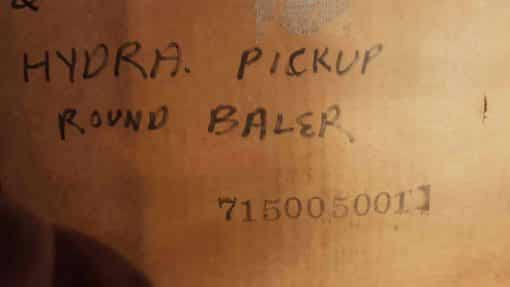 &
HYDRA. PICKUP
ROUND BALER
7150050011